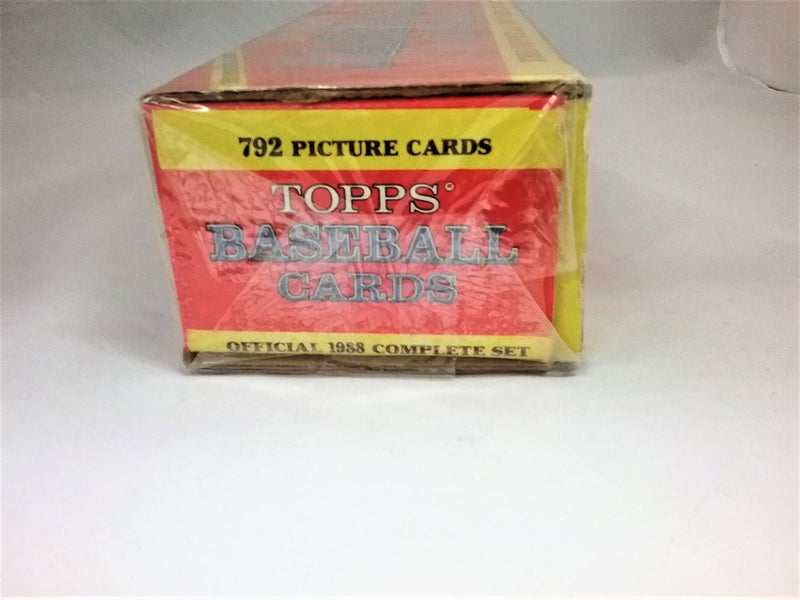 792 PICTURE CARDS
TOPPS®
BASEBALL
CARDS
OFFICIAL 1988 COMPLETE SET